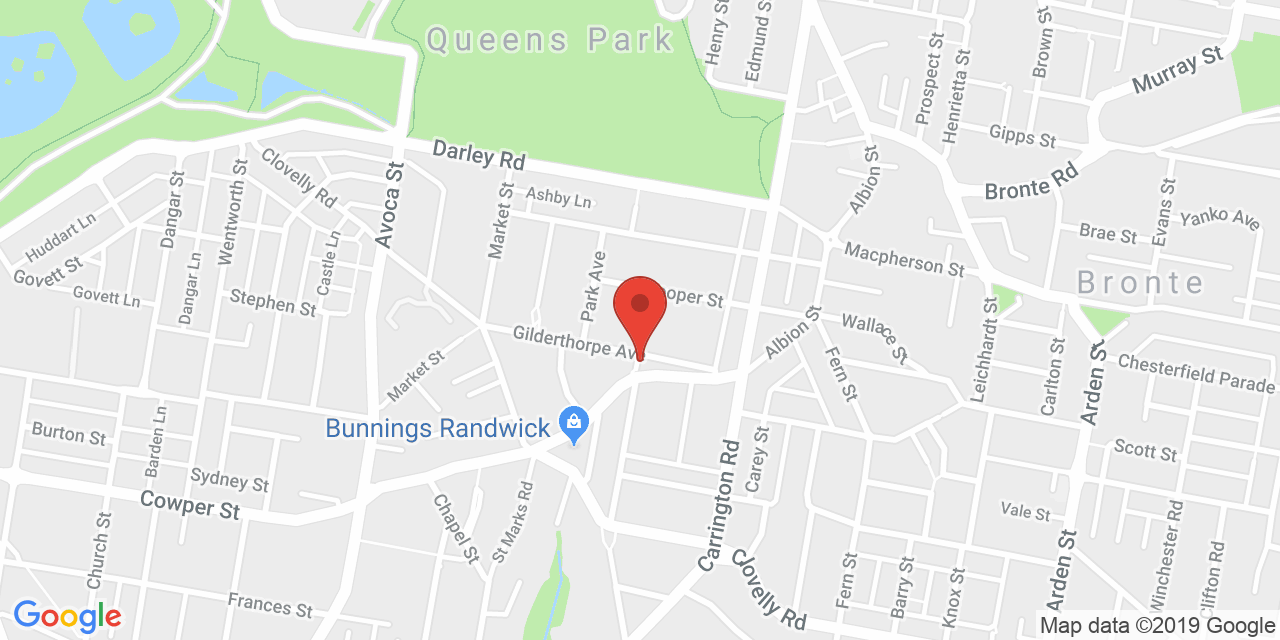 Queens Park
Henry St
Edmund St
Prospect St
Henrietta St
Brown St
Murray St
Gipps St
Darley Rd
Clovelly Rd
Avoca St
Market St
Ashby Ln
Albion St
Bronte Rd
Evans St
Yanko Ave
Brae St
Huddart Ln
Dangar St
Wentworth St
Castle Ln
Macpherson St
Govett St
Govett Ln
Dangar Ln
Stephen St
Park Ave
ooper St
Bronte
Gilderthorpe Ave
Wallace St
Albion St
Fern St
Leichhardt St
Carlton St
Arden St
Chesterfield Parade
Market St
Bunnings Randwick
Burton St
Barden Ln
Sydney St
Cowper St
Carrington Rd
Carey St
Scott St
Chapel St
St Marks Rd
Vale St
Church St
Frances St
Clovelly Rd
Fern St
Barry St
Knox St
Arden St
Winchester Rd
Clifton Rd
Google
Map data ©2019 Google